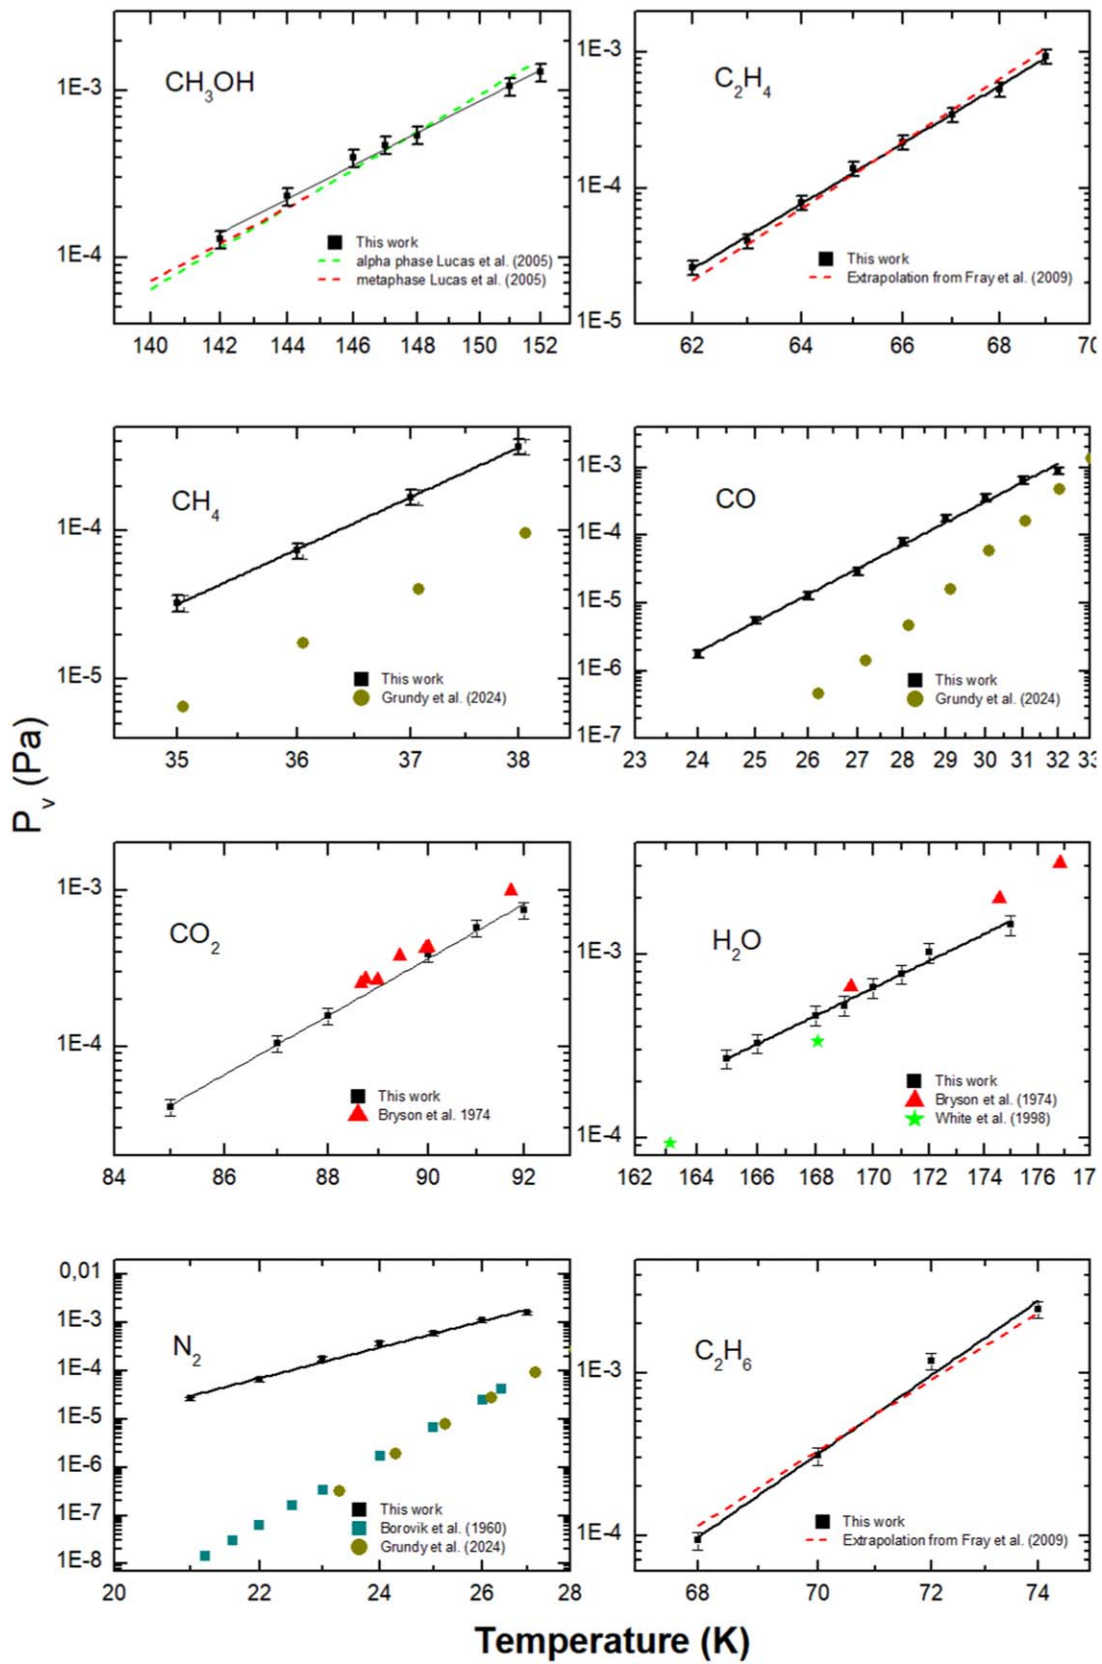 CH3OH
1E-3
1E-4
This work
alpha phase Lucas et al. (2005)
metaphase Lucas et al. (2005)
140 142 144 146 148 150 152
C2H4
1E-3
1E-4
1E-5
This work
Extrapolation from Fray et al. (2009)
62 64 66 68 70
CH4
1E-4
1E-5
This work
Grundy et al. (2024)
35 36 37 38
CO
1E-3
1E-4
1E-5
1E-6
1E-7
This work
Grundy et al. (2024)
23 24 25 26 27 28 29 30 31 32 33
Pv (Pa)
CO2
1E-3
1E-4
This work
Bryson et al. 1974
84 86 88 90 92
H2O
1E-3
1E-4
This work
Bryson et al. (1974)
White et al. (1998)
162 164 166 168 170 172 174 176 17
N2
0,01
1E-3
1E-4
1E-5
1E-6
1E-7
1E-8
This work
Borovik et al. (1960)
Grundy et al. (2024)
20 22 24 26 28
C2H6
1E-3
1E-4
This work
Extrapolation from Fray et al. (2009)
68 70 72 74
Temperature (K)